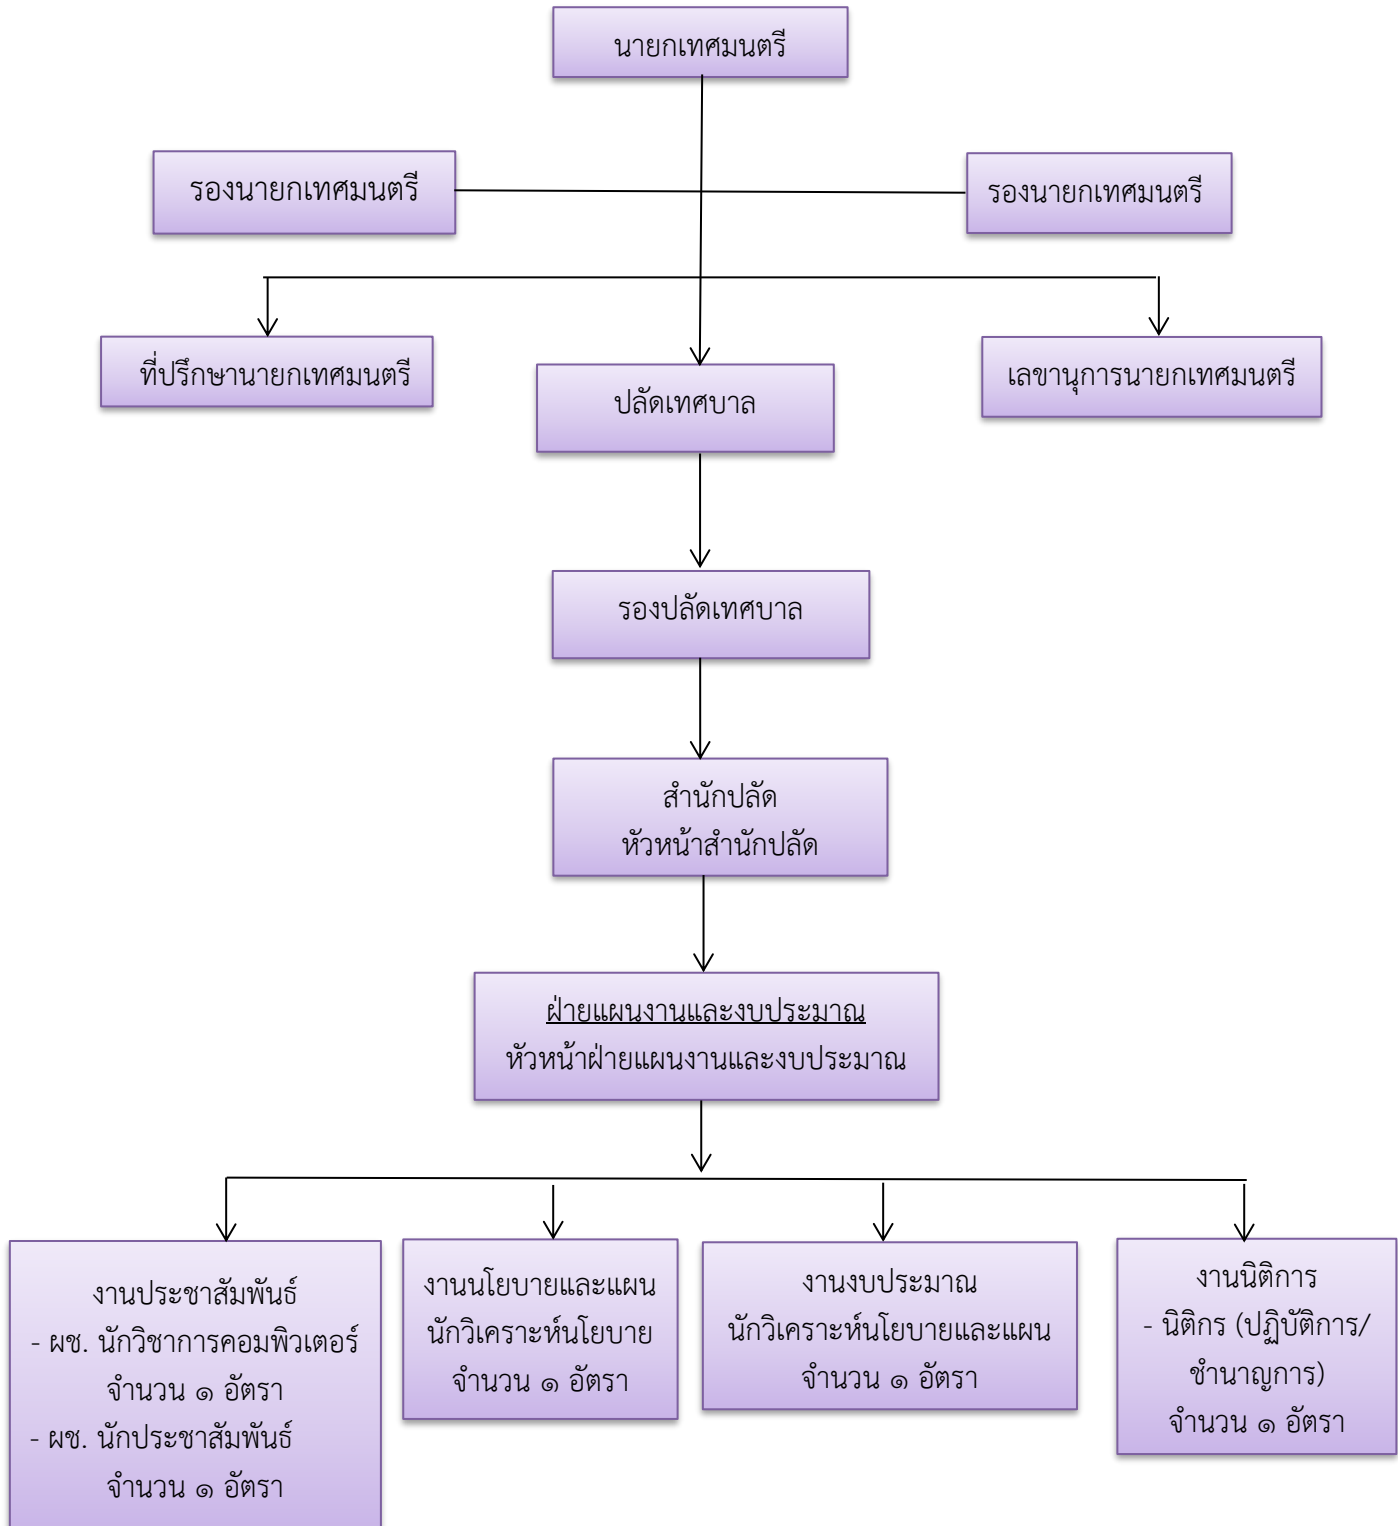 นายกเทศมนตรี
รองนายกเทศมนตรี
รองนายกเทศมนตรี
ที่ปรึกษานายกเทศมนตรี
เลขานุการนายกเทศมนตรี
ปลัดเทศบาล
รองปลัดเทศบาล
สำนักปลัด
หัวหน้าสำนักปลัด
ฝ่ายแผนงานและงบประมาณ
หัวหน้าฝ่ายแผนงานและงบประมาณ
งานประชาสัมพันธ์
- ผช. นักวิชาการคอมพิวเตอร์
จำนวน ๑ อัตรา
- ผช. นักประชาสัมพันธ์
จำนวน ๑ อัตรา
งานนโยบายและแผน
นักวิเคราะห์นโยบาย
จำนวน ๑ อัตรา
งานงบประมาณ
นักวิเคราะห์นโยบายและแผน
จำนวน ๑ อัตรา
งานนิติการ
- นิติกร (ปฏิบัติการ/
ชำนาญการ)
จำนวน ๑ อัตรา